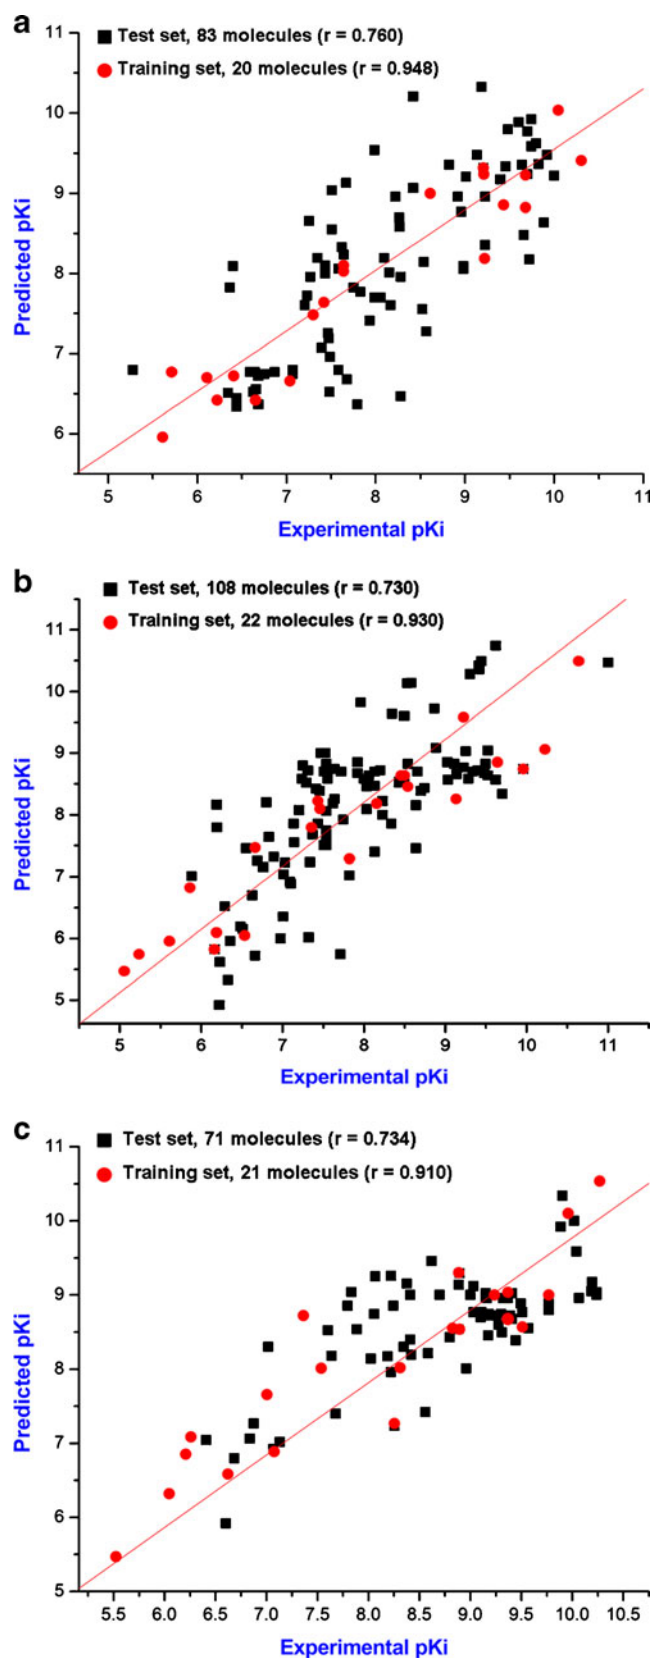 a
Test set, 83 molecules (r = 0.760)
Training set, 20 molecules (r = 0.948)
11
10
9
8
7
6
Predicted pKi
5 6 7 8 9 10 11
Experimental pKi
b
Test set, 108 molecules (r = 0.730)
Training set, 22 molecules (r = 0.930)
11
10
9
8
7
6
5
Predicted pKi
5 6 7 8 9 10 11
Experimental pKi
c
Test set, 71 molecules (r = 0.734)
Training set, 21 molecules (r = 0.910)
11
10
9
8
7
6
5
Predicted pKi
5.5 6.0 6.5 7.0 7.5 8.0 8.5 9.0 9.5 10.0 10.5
Experimental pKi